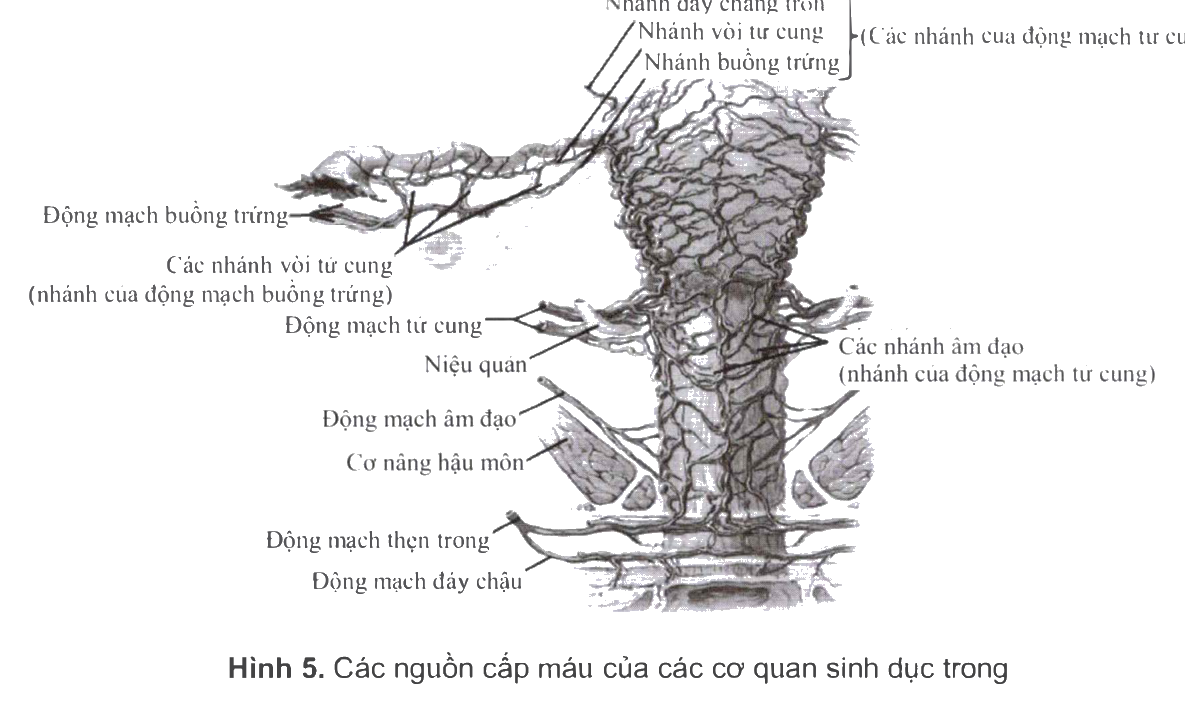 Nhánh dây chằng tròn
Nhánh vòi tử cung
Nhánh buồng trứng
(Các nhánh của động mạch tử cu
Động mạch buồng trứng
Các nhánh vòi tử cung
(nhánh của động mạch buồng trứng)
Động mạch tử cung
Niệu quản
Các nhánh âm đạo
(nhánh của động mạch tử cung)
Động mạch âm đạo
Cơ nâng hậu môn
Động mạch thẹn trong
Động mạch đáy chậu
Hình 5. Các nguồn cấp máu của các cơ quan sinh dục trong